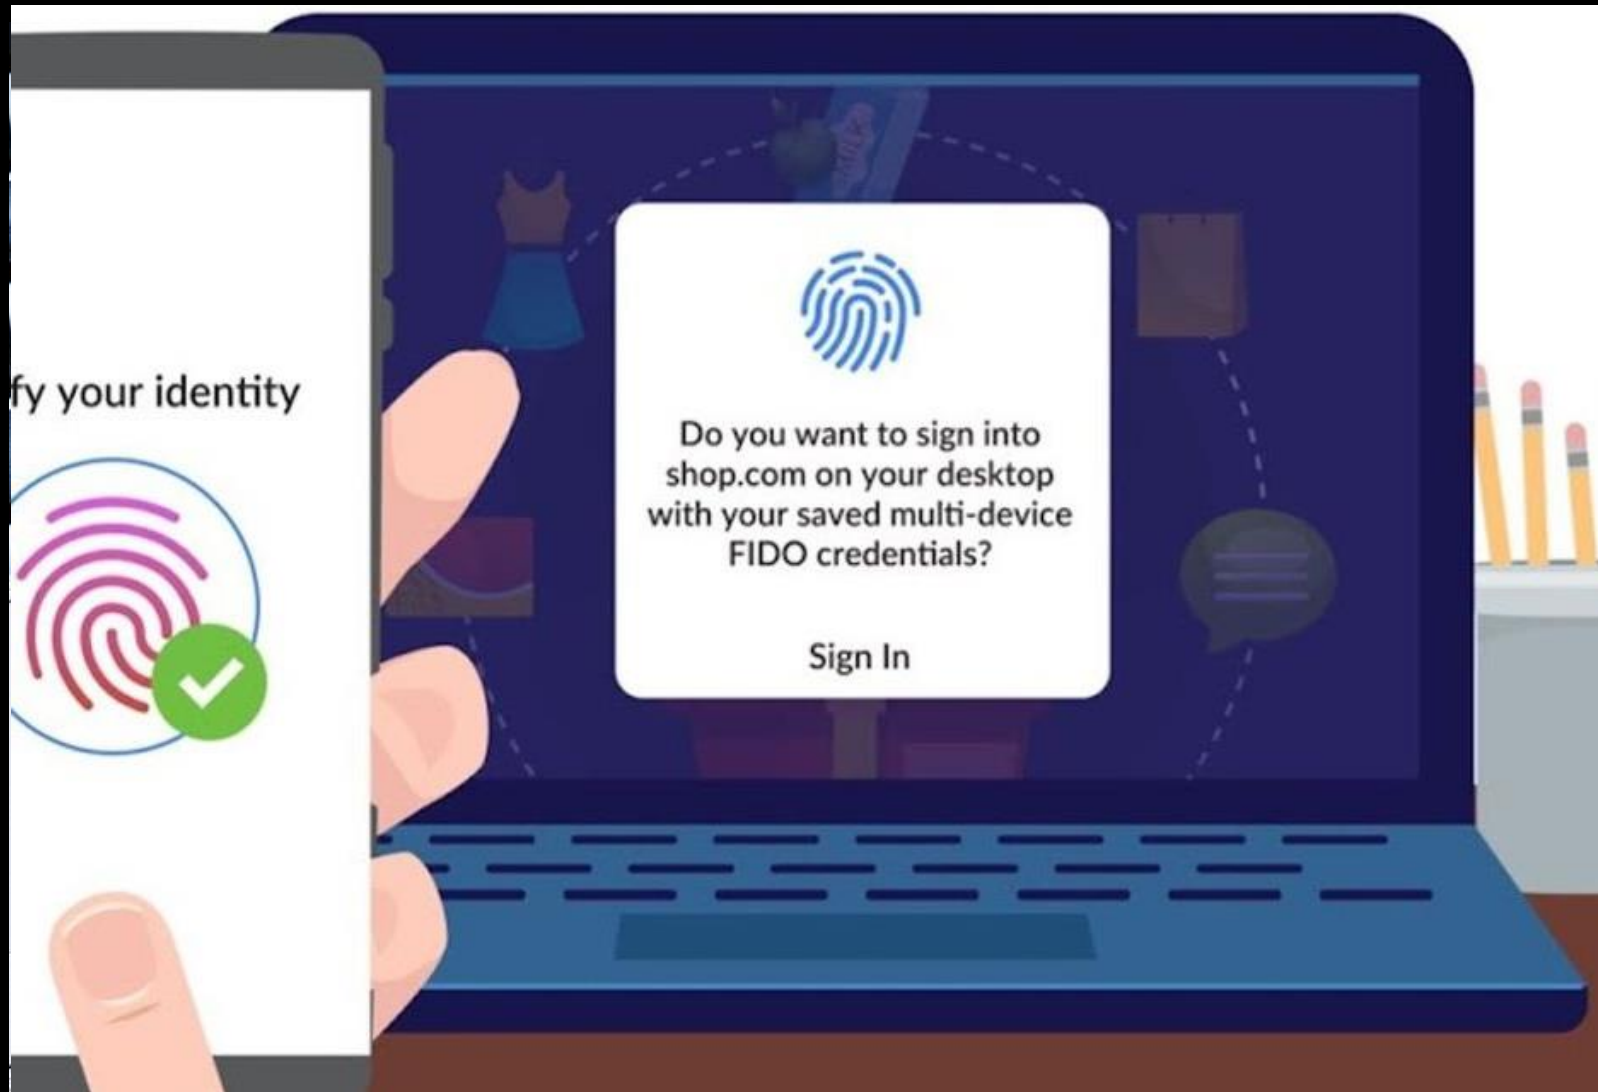 fy your identity
Do you want to sign into
shop.com on your desktop
with your saved multi-device
FIDO credentials?
Sign In